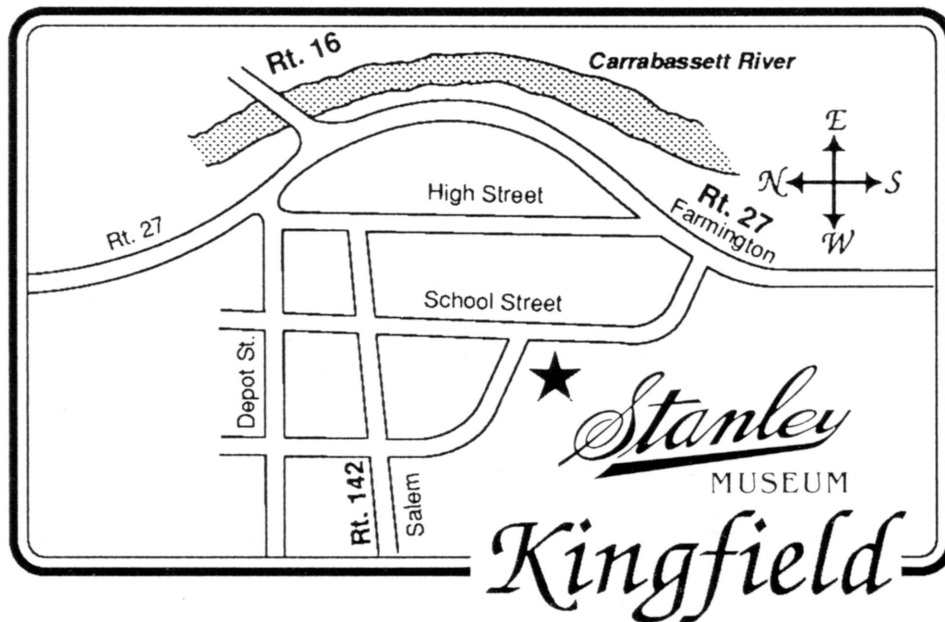 Rt. 16
Carrabassett River
E
N S
W
High Street
Rt. 27
Farmington
Rt. 27
School Street
Depot St.
Rt. 142
Salem
Stanley
MUSEUM
Kingfield